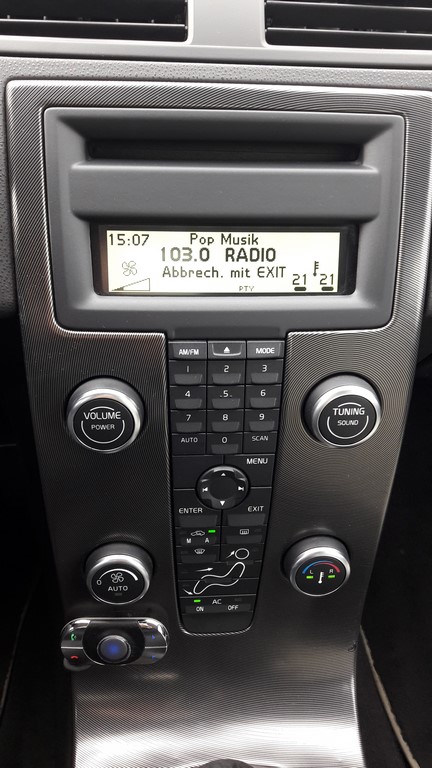 15:07 Pop Musik
103.0 RADIO
Abbrech. mit EXIT
21 21
PTY
AM/FM MODE
1 2 3
4 5 6
7 8 9
AUTO 0 SCAN
VOLUME
POWER
TUNING
SOUND
MENU
ENTER EXIT
M A
0
AUTO
L R
AC
ON OFF